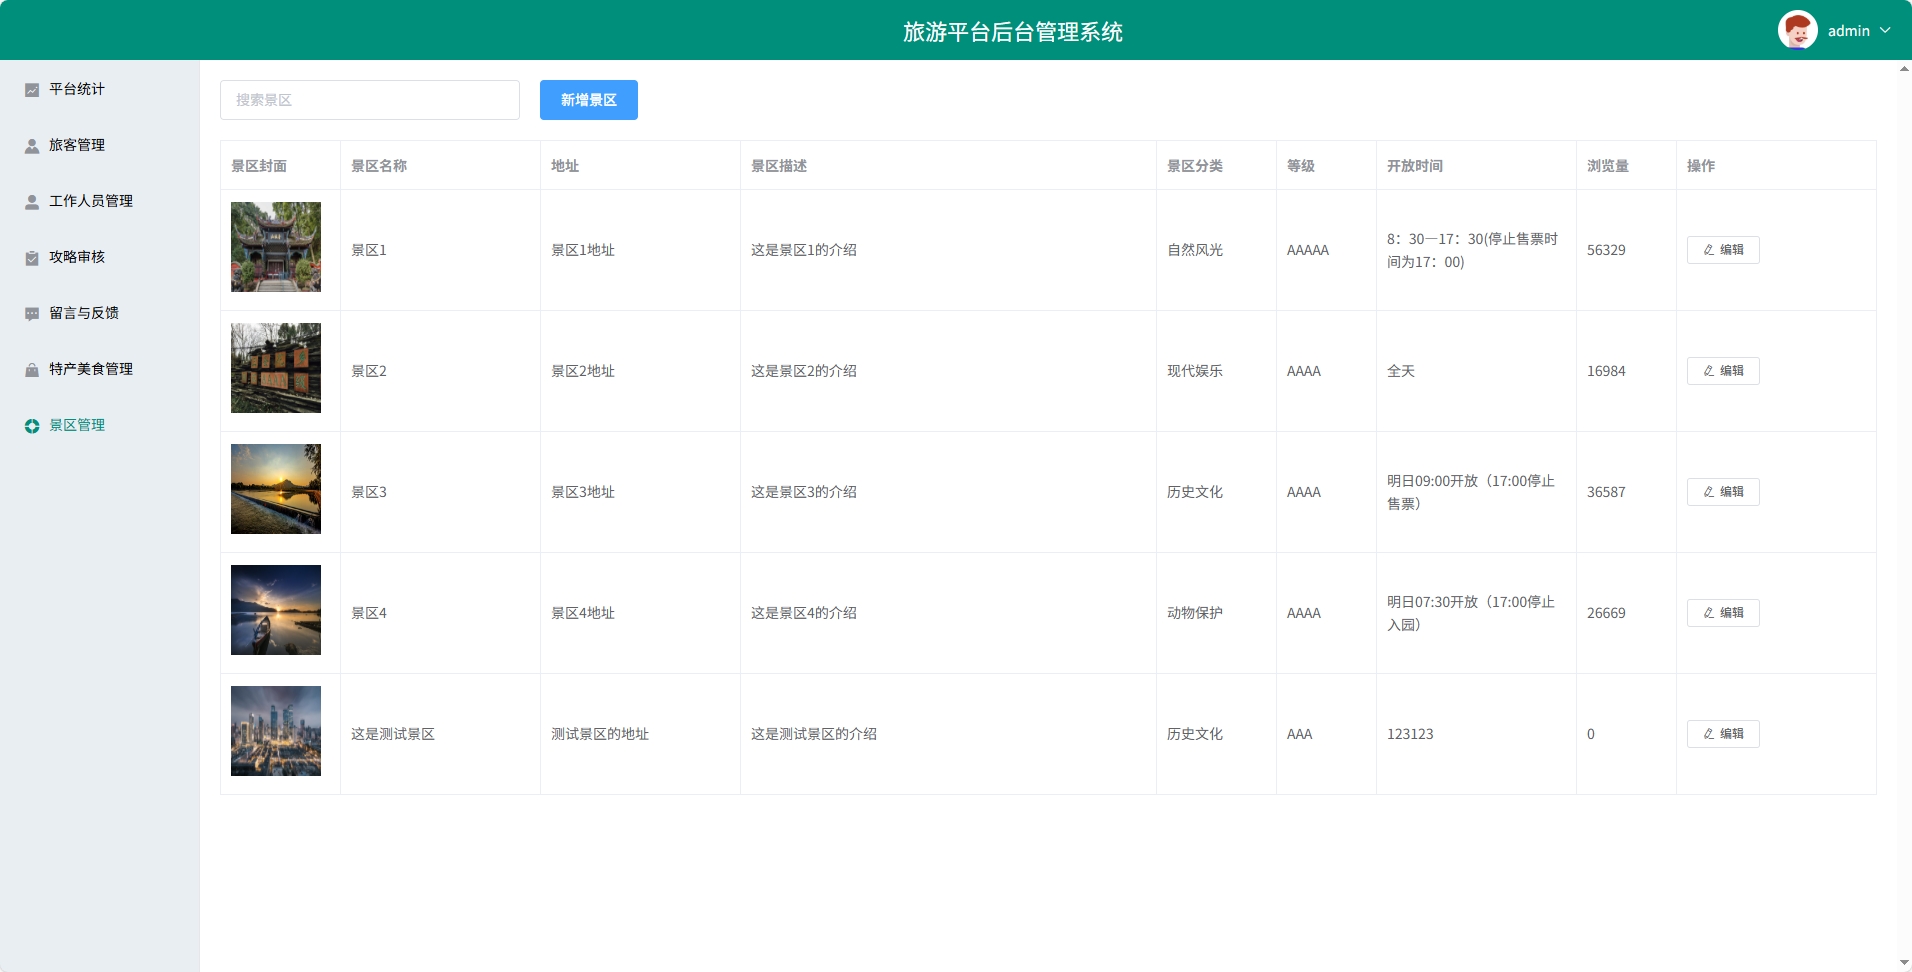 旅游平台后台管理系统
admin
平台统计
旅客管理
工作人员管理
攻略审核
留言与反馈
特产美食管理
景区管理
搜索景区
新增景区
景区封面 景区名称 地址 景区描述 景区分类 等级 开放时间 浏览量 操作
景区1 景区1地址 这是景区1的介绍 自然风光 AAAAA 8：30—17：30(停止售票时
间为17：00) 56329 编辑
景区2 景区2地址 这是景区2的介绍 现代娱乐 AAAA 全天 16984 编辑
景区3 景区3地址 这是景区3的介绍 历史文化 AAAA 明日09:00开放（17:00停止
售票） 36587 编辑
景区4 景区4地址 这是景区4的介绍 动物保护 AAAA 明日07:30开放（17:00停止
入园） 26669 编辑
这是测试景区 测试景区的地址 这是测试景区的介绍 历史文化 AAA 123123 0 编辑